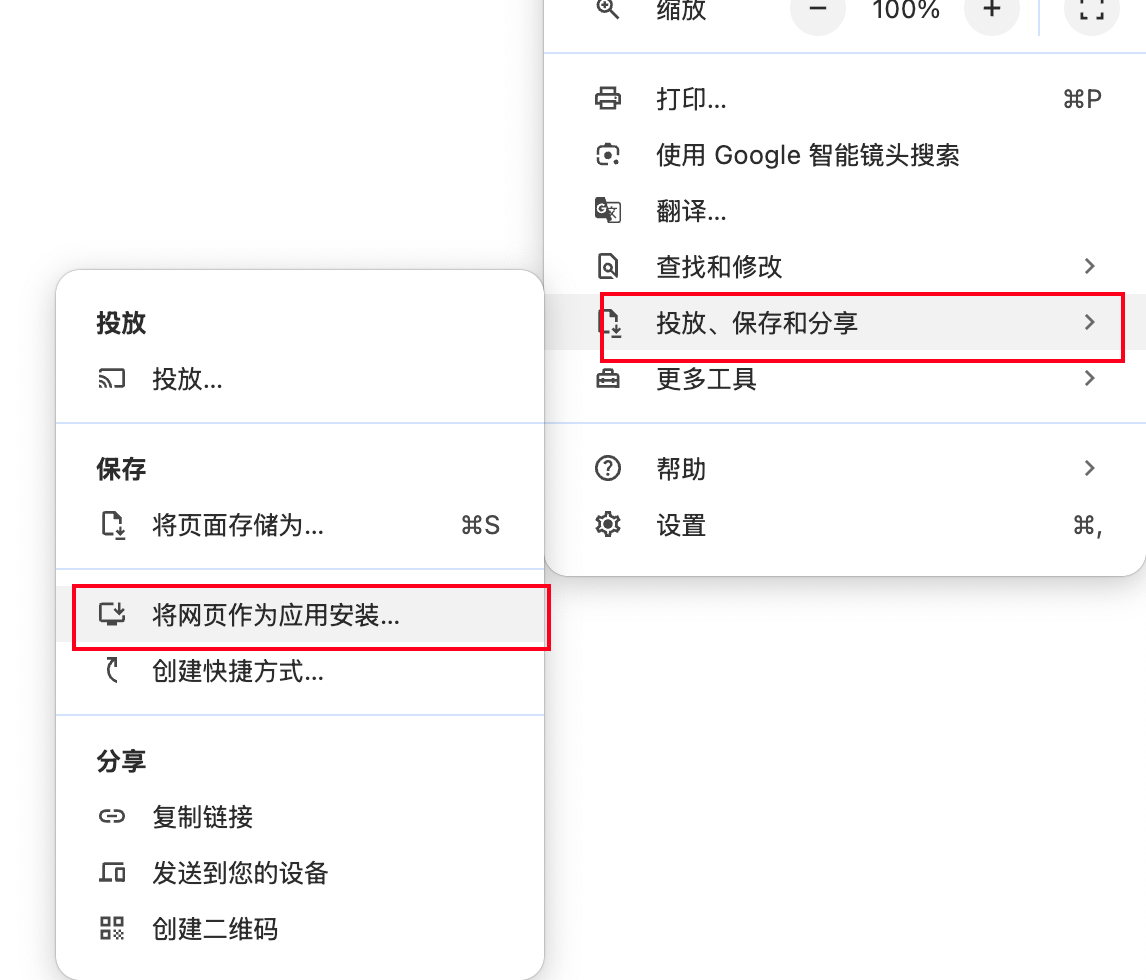 缩放 − 100% +
打印... ⌘P
使用 Google 智能镜头搜索
翻译...
查找和修改
投放、保存和分享
更多工具
帮助
设置 ⌘,
投放
投放...
保存
将页面存储为... ⌘S
将网页作为应用安装...
创建快捷方式...
分享
复制链接
发送到您的设备
创建二维码